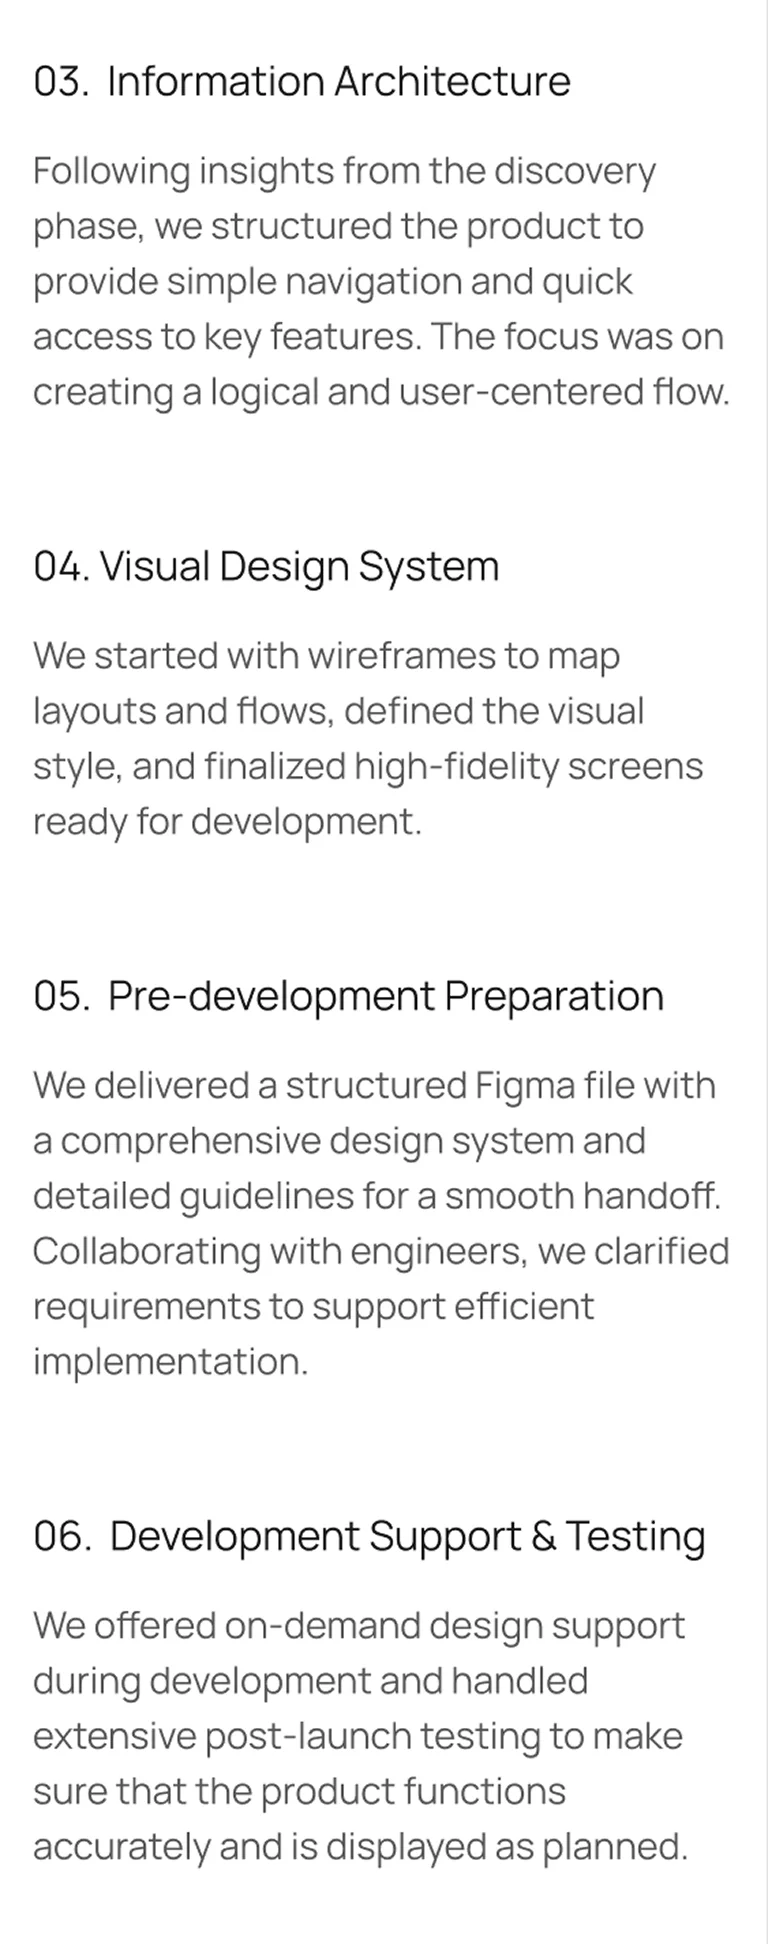 03. Information Architecture
Following insights from the discovery
phase, we structured the product to
provide simple navigation and quick
access to key features. The focus was on
creating a logical and user-centered flow.
04. Visual Design System
We started with wireframes to map
layouts and flows, defined the visual
style, and finalized high-fidelity screens
ready for development.
05. Pre-development Preparation
We delivered a structured Figma file with
a comprehensive design system and
detailed guidelines for a smooth handoff.
Collaborating with engineers, we clarified
requirements to support efficient
implementation.
06. Development Support & Testing
We offered on-demand design support
during development and handled
extensive post-launch testing to make
sure that the product functions
accurately and is displayed as planned.